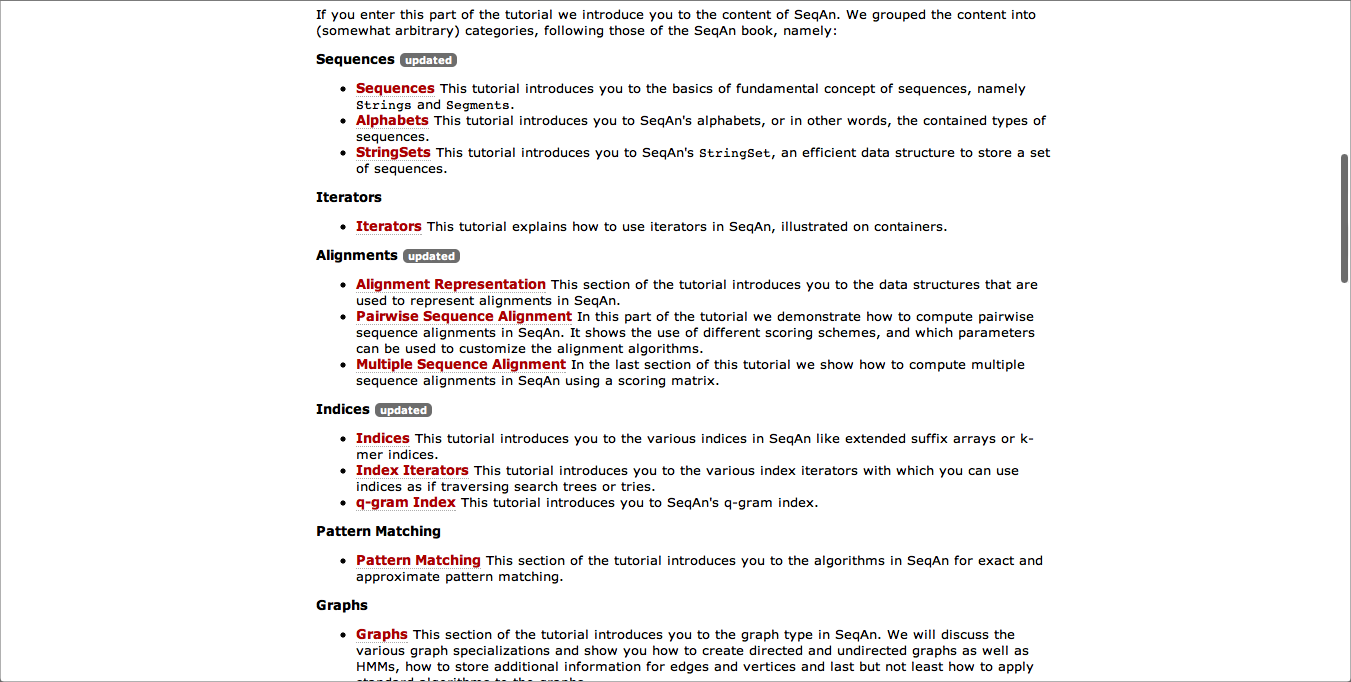 If you enter this part of the tutorial we introduce you to the content of SeqAn. We grouped the content into
(somewhat arbitrary) categories, following those of the SeqAn book, namely:
Sequences updated
• Sequences This tutorial introduces you to the basics of fundamental concept of sequences, namely
Strings and Segments.
• Alphabets This tutorial introduces you to SeqAn's alphabets, or in other words, the contained types of
sequences.
• StringSets This tutorial introduces you to SeqAn's StringSet, an efficient data structure to store a set
of sequences.
Iterators
• Iterators This tutorial explains how to use iterators in SeqAn, illustrated on containers.
Alignments updated
• Alignment Representation This section of the tutorial introduces you to the data structures that are
used to represent alignments in SeqAn.
• Pairwise Sequence Alignment In this part of the tutorial we demonstrate how to compute pairwise
sequence alignments in SeqAn. It shows the use of different scoring schemes, and which parameters
can be used to customize the alignment algorithms.
• Multiple Sequence Alignment In the last section of this tutorial we show how to compute multiple
sequence alignments in SeqAn using a scoring matrix.
Indices updated
• Indices This tutorial introduces you to the various indices in SeqAn like extended suffix arrays or k-
mer indices.
• Index Iterators This tutorial introduces you to the various index iterators with which you can use
indices as if traversing search trees or tries.
• q-gram Index This tutorial introduces you to SeqAn's q-gram index.
Pattern Matching
• Pattern Matching This section of the tutorial introduces you to the algorithms in SeqAn for exact and
approximate pattern matching.
Graphs
• Graphs This section of the tutorial introduces you to the graph type in SeqAn. We will discuss the
various graph specializations and show you how to create directed and undirected graphs as well as
HMMs, how to store additional information for edges and vertices and last but not least how to apply
standard algorithms to the graphs.